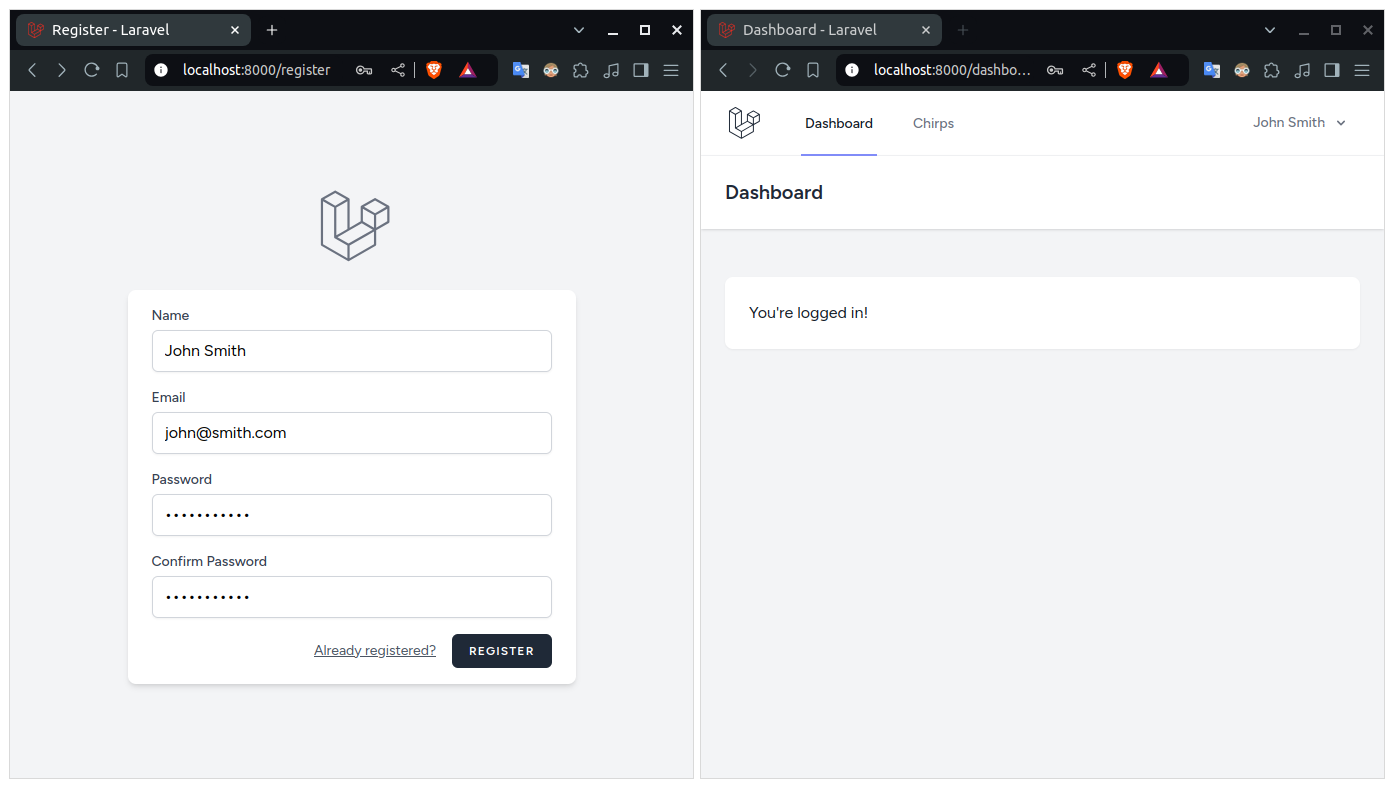 Register - Laravel
localhost:8000/register
Name
John Smith
Email
john@smith.com
Password
•••••••••••
Confirm Password
•••••••••••
Already registered? REGISTER
Dashboard - Laravel
localhost:8000/dashbo...
Dashboard Chirps John Smith
Dashboard
You're logged in!